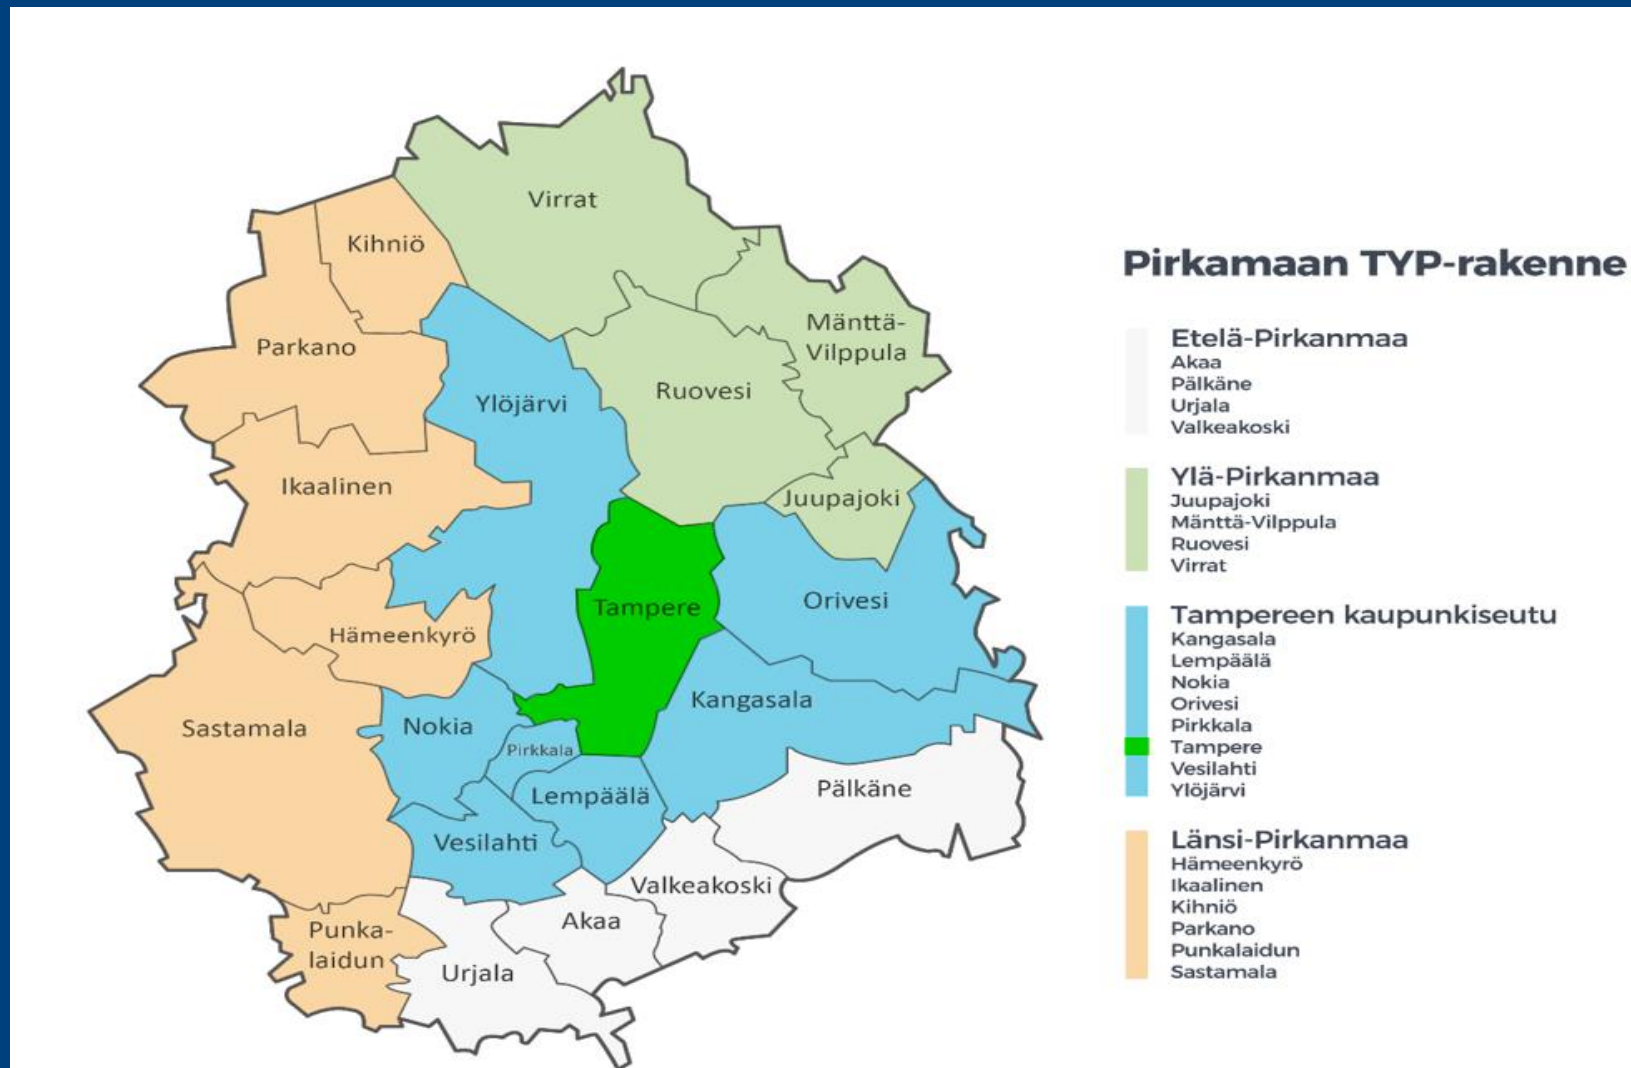 Virrat
Kihniö
Mänttä-
Vilppula
Parkano
Ruovesi
Ylöjärvi
Ikaalinen
Juupajoki
Orivesi
Tampere
Hämeenkyrö
Kangasala
Sastamala
Nokia
Pirkkala
Pälkäne
Lempäälä
Vesilahti
Valkeakoski
Akaa
Punka-
laidun
Urjala
Pirkamaan TYP-rakenne
Etelä-Pirkanmaa
Akaa
Pälkäne
Urjala
Valkeakoski
Ylä-Pirkanmaa
Juupajoki
Mänttä-Vilppula
Ruovesi
Virrat
Tampereen kaupunkiseutu
Kangasala
Lempäälä
Nokia
Orivesi
Pirkkala
Tampere
Vesilahti
Ylöjärvi
Länsi-Pirkanmaa
Hämeenkyrö
Ikaalinen
Kihniö
Parkano
Punkalaidun
Sastamala